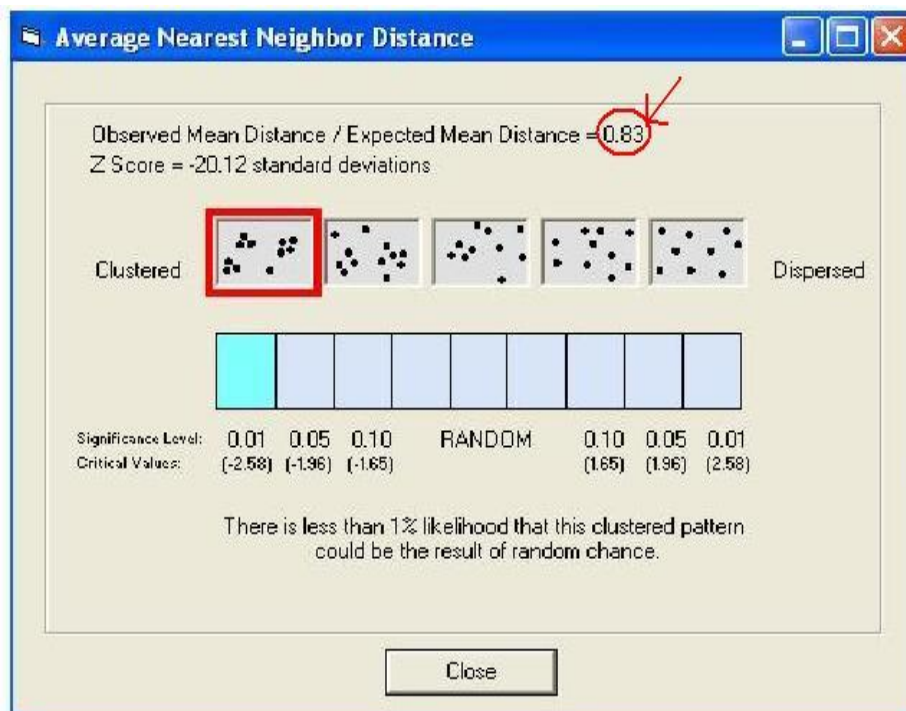 Average Nearest Neighbor Distance
Observed Mean Distance / Expected Mean Distance = 0.83
Z Score = -20.12 standard deviations
Clustered
Dispersed
Significance Level: 0.01 0.05 0.10 RANDOM 0.10 0.05 0.01
Critical Values: (-2.58) (-1.96) (-1.65) (1.65) (1.96) (2.58)
There is less than 1% likelihood that this clustered pattern
could be the result of random chance.
Close